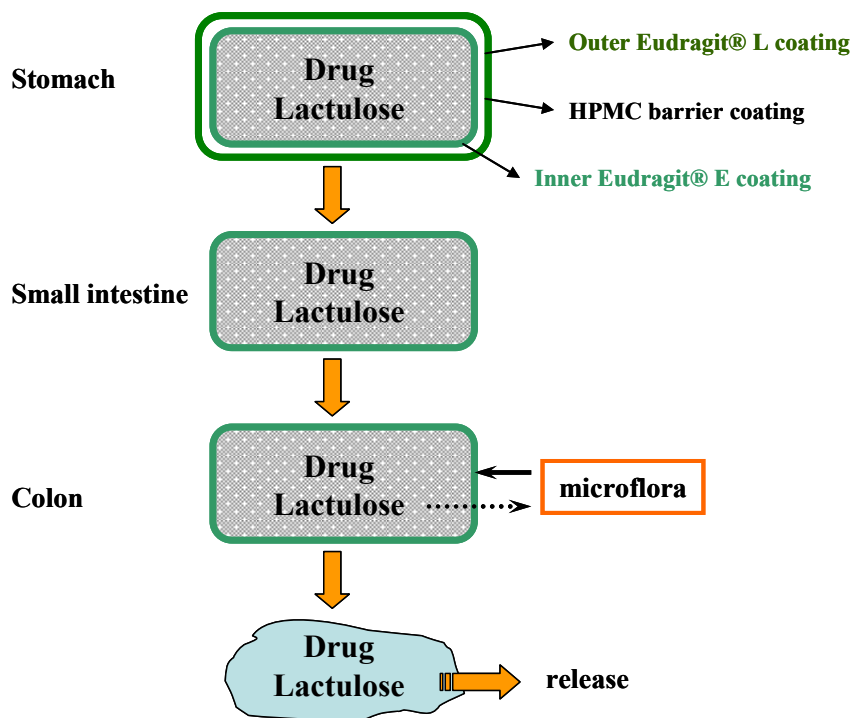 Stomach
Drug
Lactulose
Outer Eudragit® L coating
HPMC barrier coating
Inner Eudragit® E coating
Small intestine
Drug
Lactulose
Colon
Drug
Lactulose
microflora
Drug
Lactulose
release